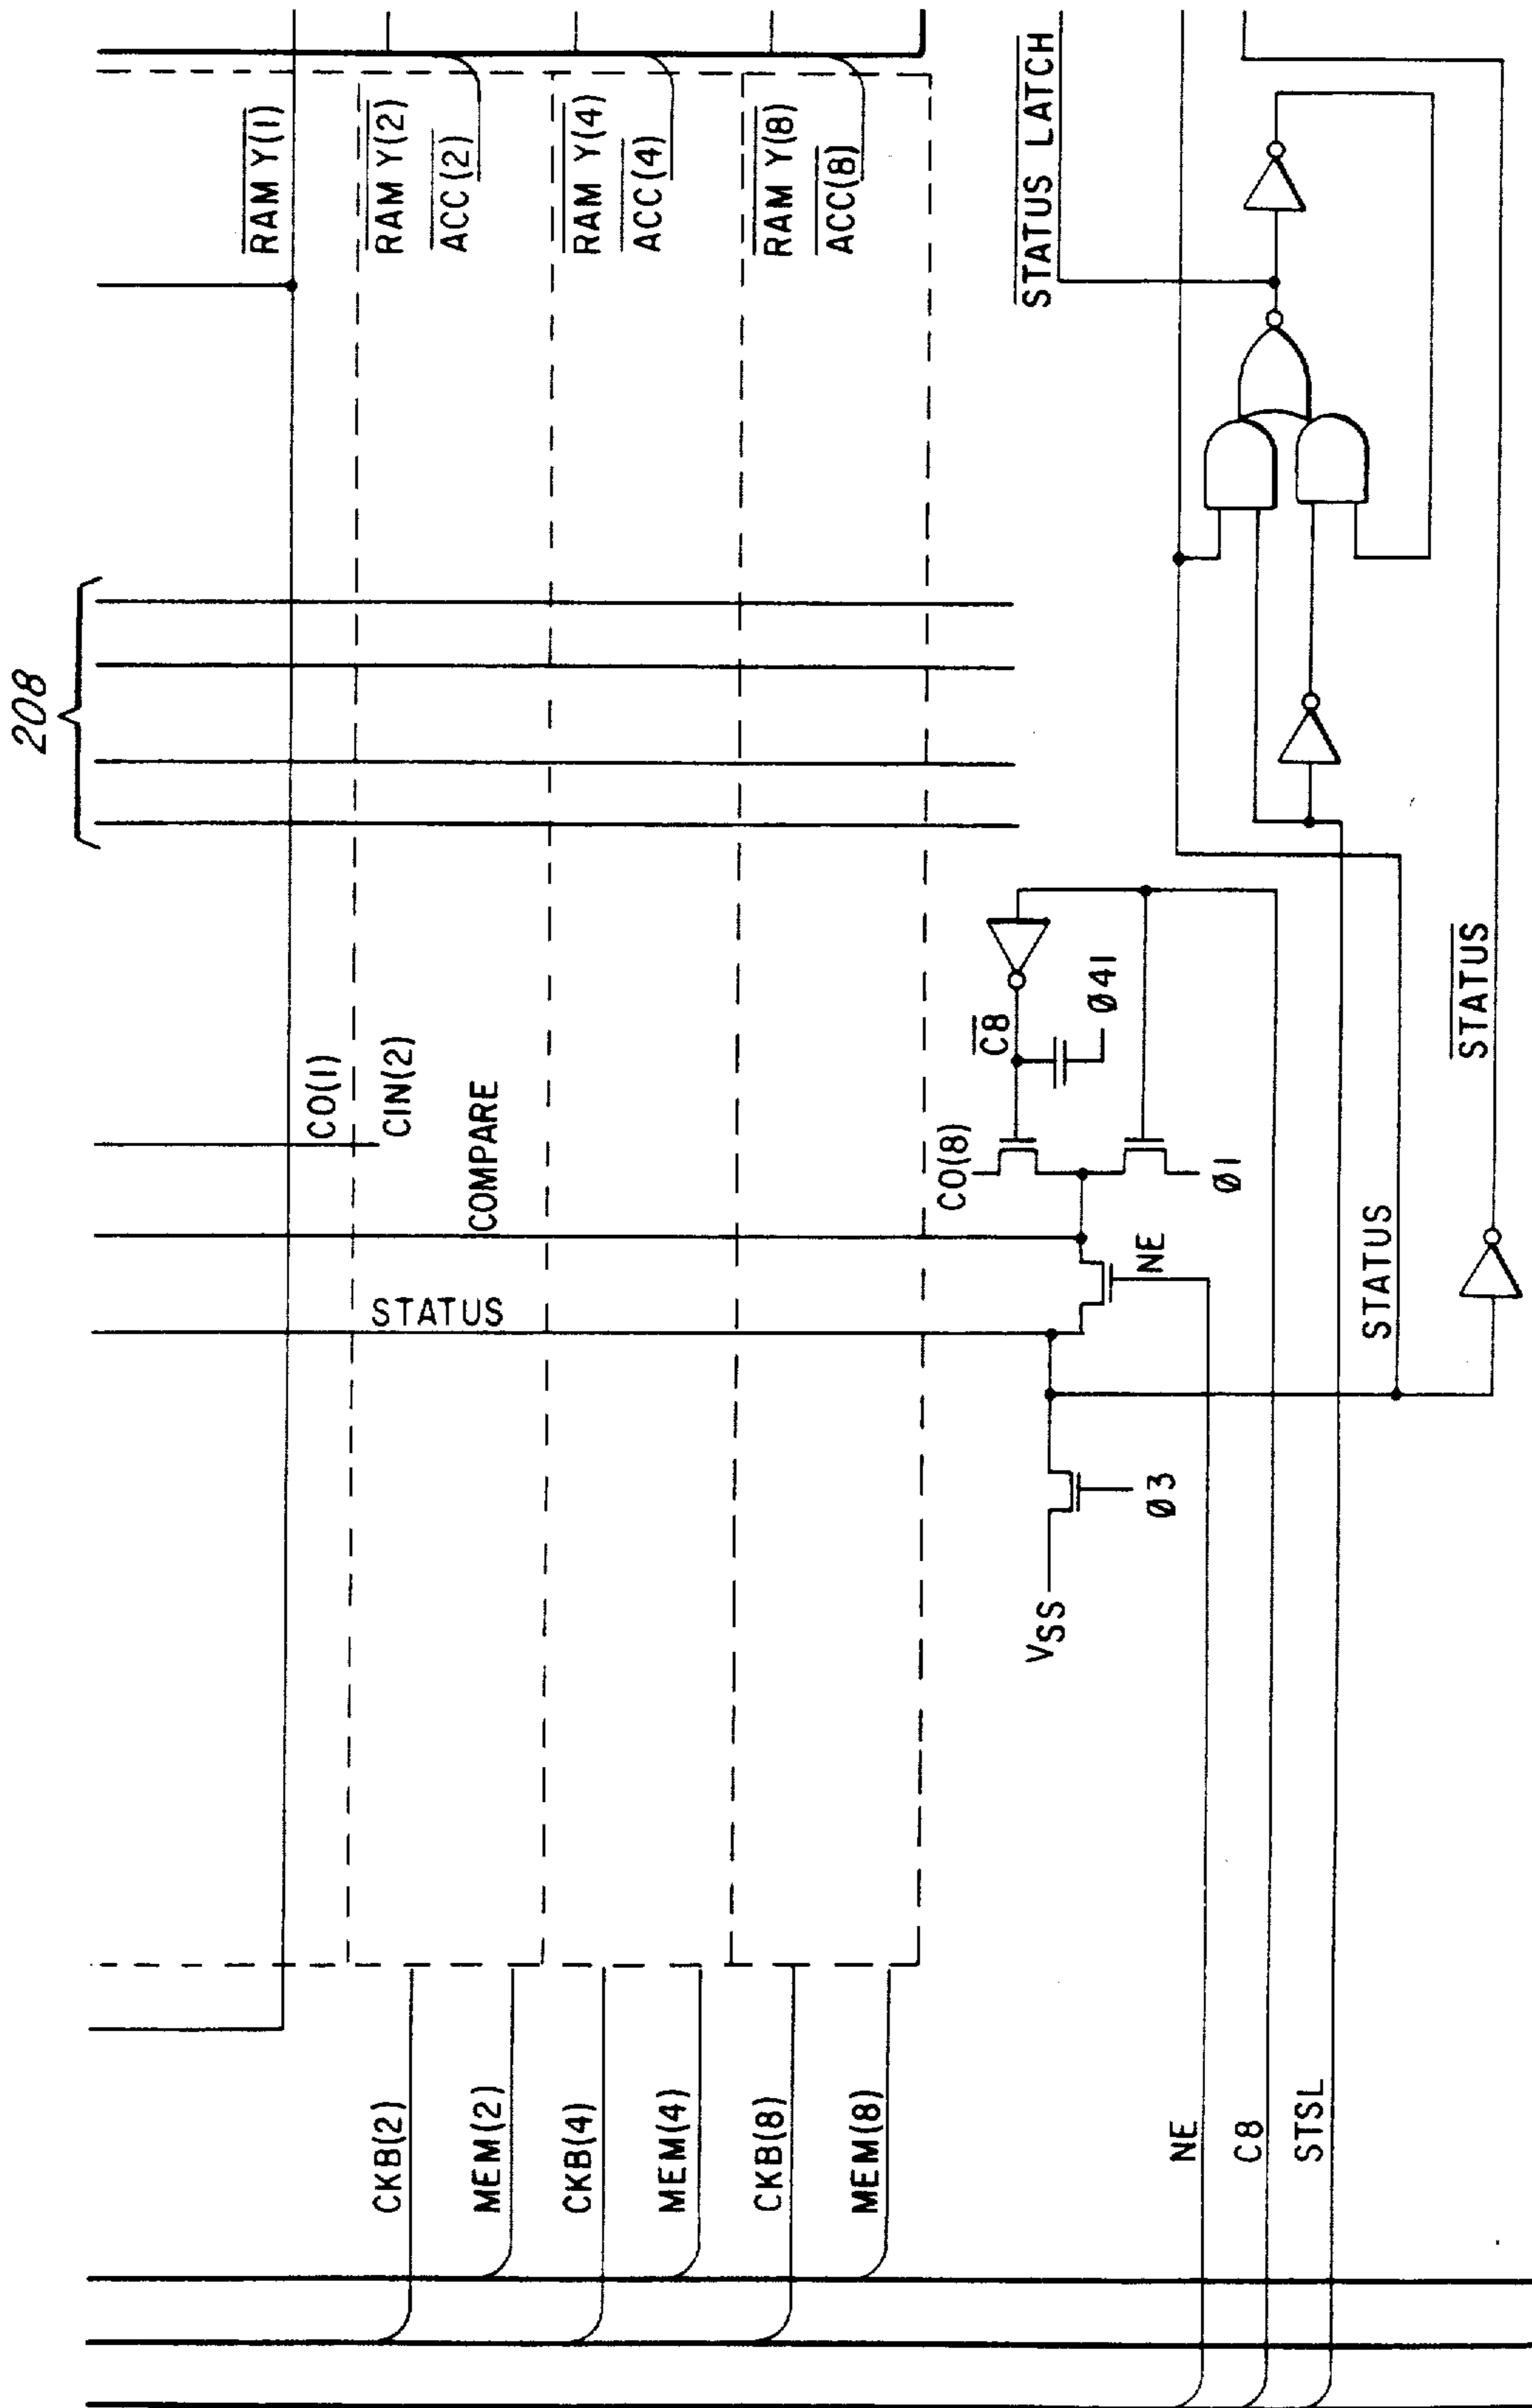 208
RAM Y(1)
RAM Y(2)
ACC(2)
RAM Y(4)
ACC(4)
RAM Y(8)
ACC(8)
STATUS LATCH
CO(1)
CIN(2)
COMPARE
STATUS
CO(8)
C8
Ø41
Ø1
NE
VSS
Ø3
STATUS
STATUS
CKB(2)
MEM(2)
CKB(4)
MEM(4)
CKB(8)
MEM(8)
NE
C8
STSL